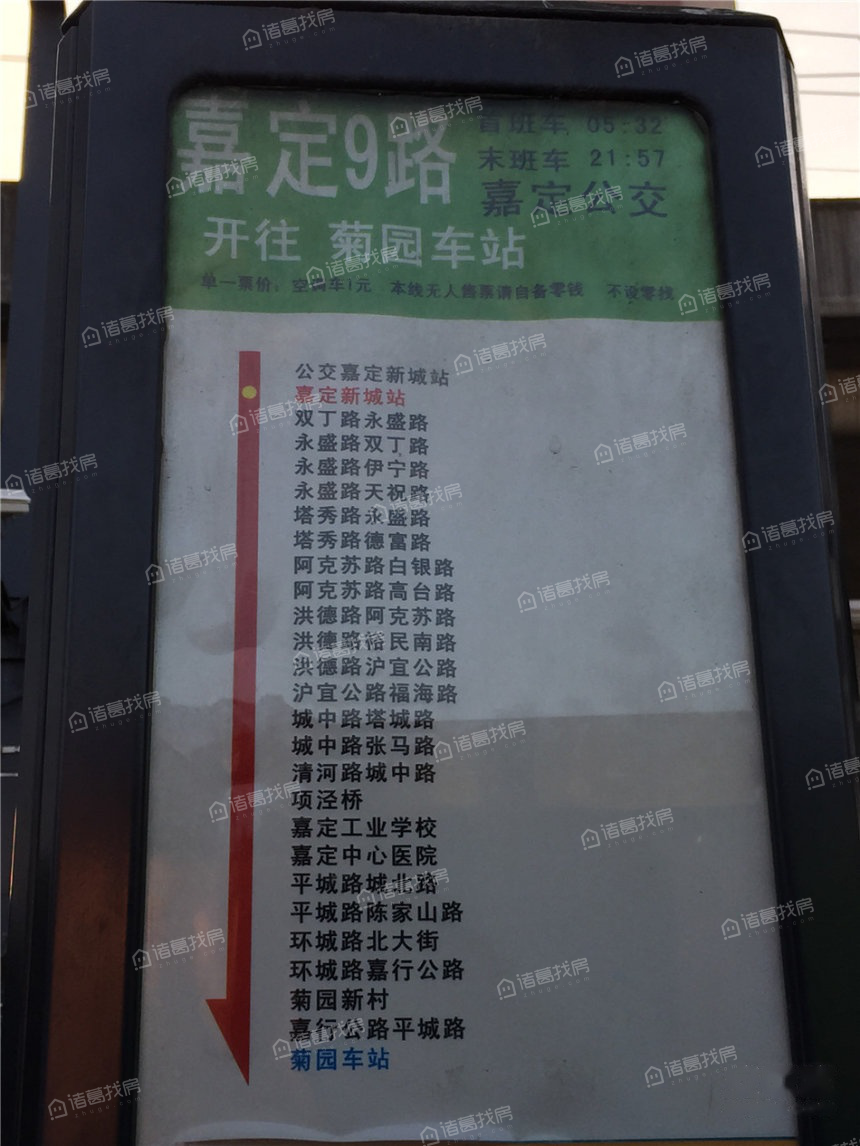 嘉定9路
首班车 05:32
末班车 21:57
嘉定公交
开往 菊园车站
单一票价：空调车1元 本线无人售票请自备零钱 不设零找
公交嘉定新城站
嘉定新城站
双丁路永盛路
永盛路双丁路
永盛路伊宁路
永盛路天祝路
塔秀路永盛路
塔秀路德富路
阿克苏路白银路
阿克苏路高台路
洪德路阿克苏路
洪德路裕民南路
洪德路沪宜公路
沪宜公路福海路
城中路塔城路
城中路张马路
清河路城中路
项泾桥
嘉定工业学校
嘉定中心医院
平城路城北路
平城路陈家山路
环城路北大街
环城路嘉行公路
菊园新村
嘉行公路平城路
菊园车站
诸葛找房
zhuge.com